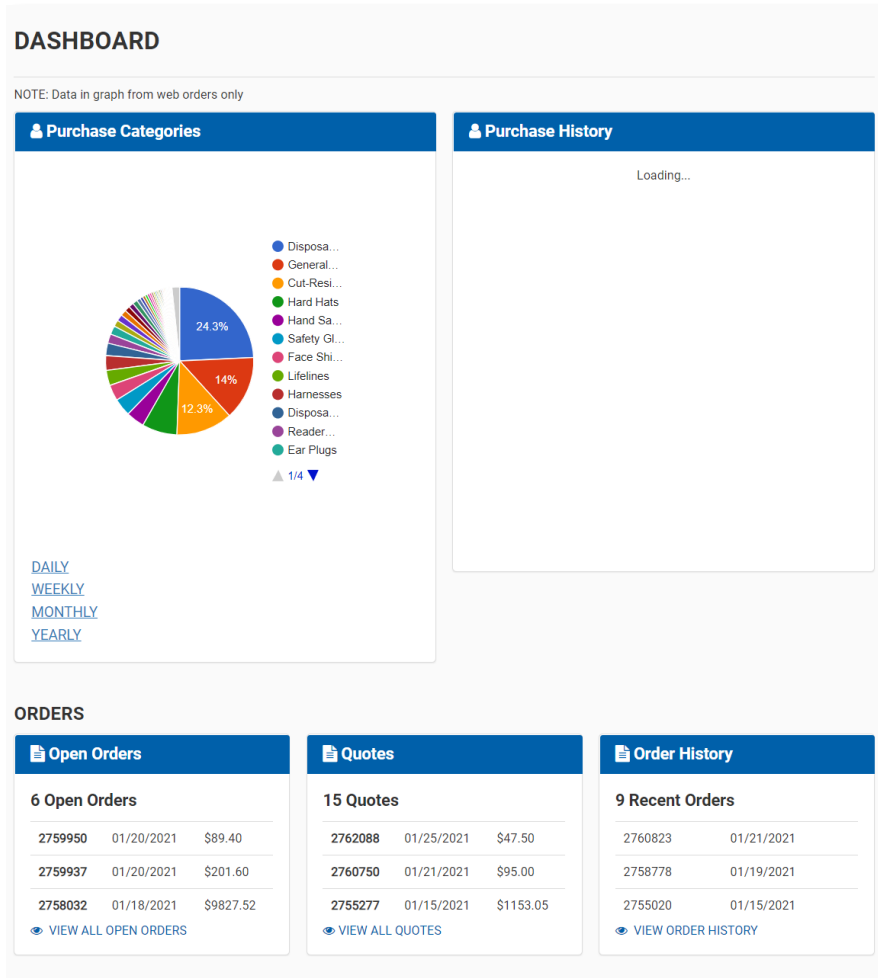 DASHBOARD
NOTE: Data in graph from web orders only
Purchase Categories
24.3%
14%
12.3%
Disposa...
General...
Cut-Resi...
Hard Hats
Hand Sa...
Safety Gl...
Face Shi...
Lifelines
Harnesses
Disposa...
Reader...
Ear Plugs
1/4
DAILY
WEEKLY
MONTHLY
YEARLY
Purchase History
Loading...
ORDERS
Open Orders
6 Open Orders
2759950 01/20/2021 $89.40
2759937 01/20/2021 $201.60
2758032 01/18/2021 $9827.52
VIEW ALL OPEN ORDERS
Quotes
15 Quotes
2762088 01/25/2021 $47.50
2760750 01/21/2021 $95.00
2755277 01/15/2021 $1153.05
VIEW ALL QUOTES
Order History
9 Recent Orders
2760823 01/21/2021
2758778 01/19/2021
2755020 01/15/2021
VIEW ORDER HISTORY